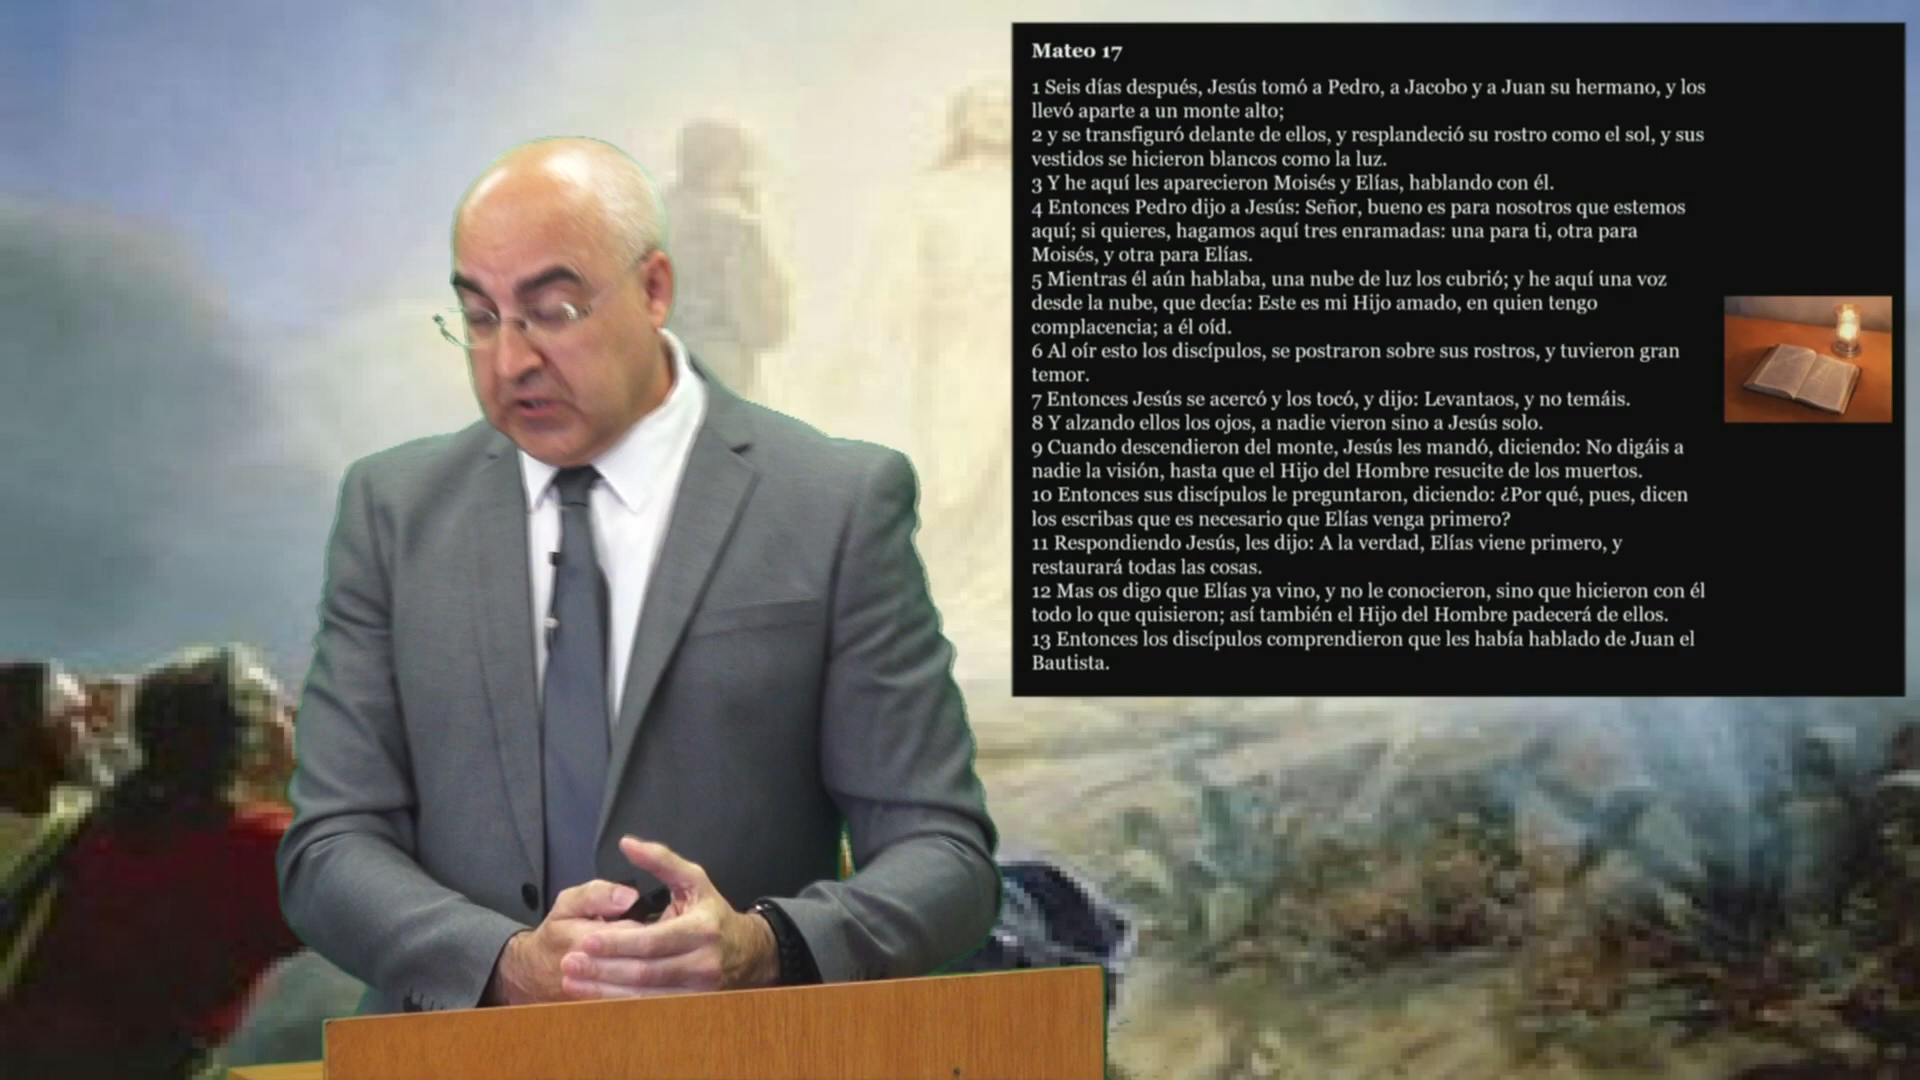 Mateo 17
1 Seis días después, Jesús tomó a Pedro, a Jacobo y a Juan su hermano, y los
llevó aparte a un monte alto;
2 y se transfiguró delante de ellos, y resplandeció su rostro como el sol, y sus
vestidos se hicieron blancos como la luz.
3 Y he aquí les aparecieron Moisés y Elías, hablando con él.
4 Entonces Pedro dijo a Jesús: Señor, bueno es para nosotros que estemos
aquí; si quieres, hagamos aquí tres enramadas: una para ti, otra para
Moisés, y otra para Elías.
5 Mientras él aún hablaba, una nube de luz los cubrió; y he aquí una voz
desde la nube, que decía: Este es mi Hijo amado, en quien tengo
complacencia; a él oíd.
6 Al oír esto los discípulos, se postraron sobre sus rostros, y tuvieron gran
temor.
7 Entonces Jesús se acercó y los tocó, y dijo: Levantaos, y no temáis.
8 Y alzando ellos los ojos, a nadie vieron sino a Jesús solo.
9 Cuando descendieron del monte, Jesús les mandó, diciendo: No digáis a
nadie la visión, hasta que el Hijo del Hombre resucite de los muertos.
10 Entonces sus discípulos le preguntaron, diciendo: ¿Por qué, pues, dicen
los escribas que es necesario que Elías venga primero?
11 Respondiendo Jesús, les dijo: A la verdad, Elías viene primero, y
restaurará todas las cosas.
12 Mas os digo que Elías ya vino, y no le conocieron, sino que hicieron con él
todo lo que quisieron; así también el Hijo del Hombre padecerá de ellos.
13 Entonces los discípulos comprendieron que les había hablado de Juan el
Bautista.